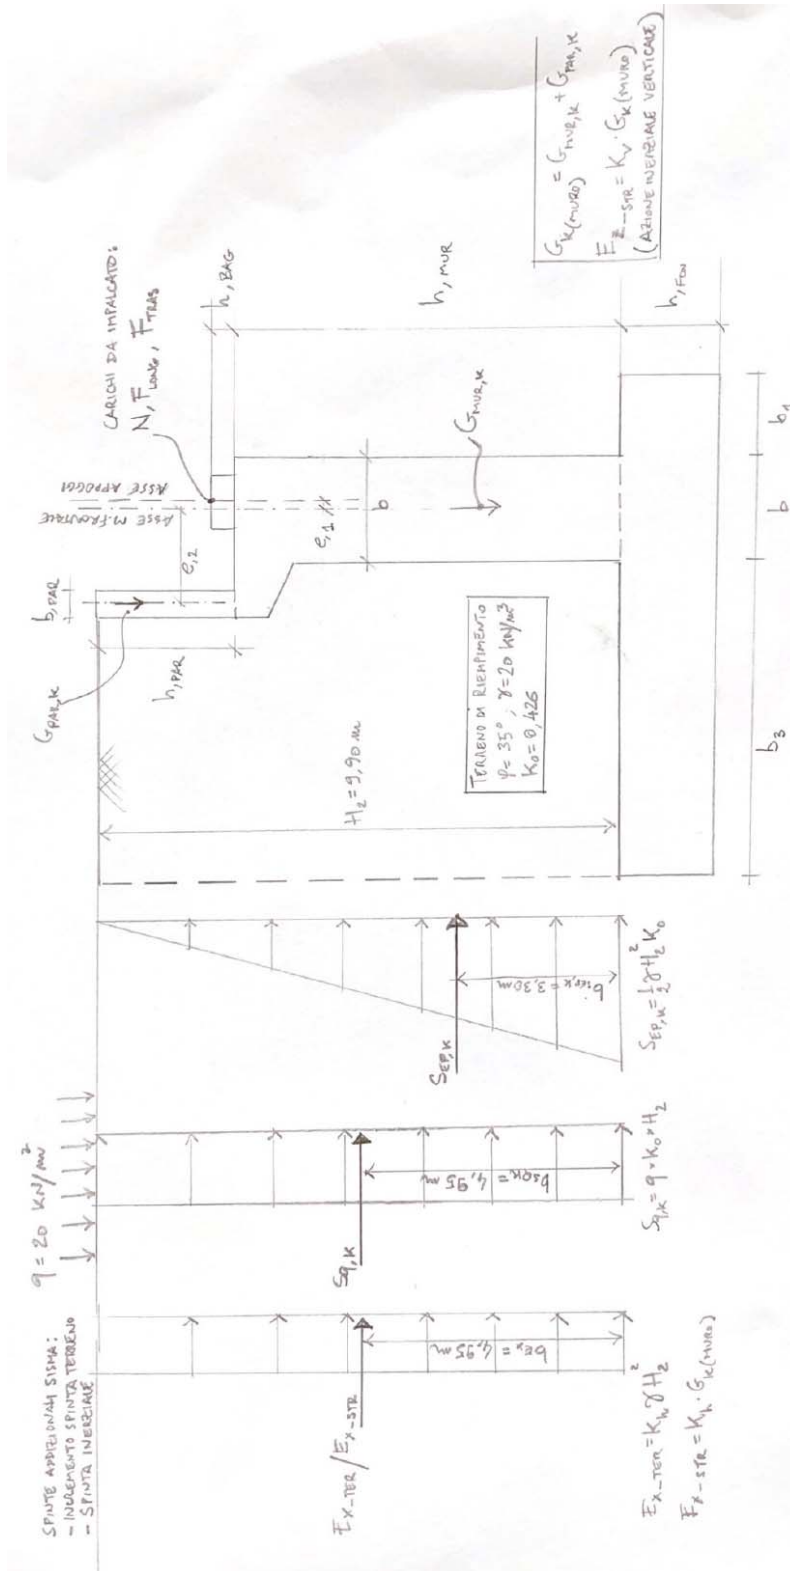 SPINTE ADDIZIONALI SISMA:
- INCREMENTO SPINTA TERRENO
- SPINTA INERZIALE
q = 20 KN/m²
EX-TER / EX-STR
bEX = 4,95 m
EX-TER = Kh γ H2²
EX-STR = Kh · GK(MURO)
Sq,K
bSq,K = 4,95 m
Sq,K = q * K0 * H2
SEP,K
bSEP,K = 3,30 m
SEP,K = 1/2 γ H2² K0
GPAR,K
b,PAR
h,PAR
H2 = 9,90 m
TERRENO DI RIEMPIMENTO
φ = 35° ; γ = 20 KN/m³
K0 = 0,426
e,2
ASSE M.FRONTALE
ASSE APPOGGI
CARICHI DA IMPALCATO:
N, FLONG, FTRAS
e,1
b
GMUR,K
h,BAG
h,MUR
h,FON
b3
b
b1
GK(MURO) = GMUR,K + GPAR,K
EZ-STR = KV · GK(MURO)
(AZIONE INERZIALE VERTICALE)